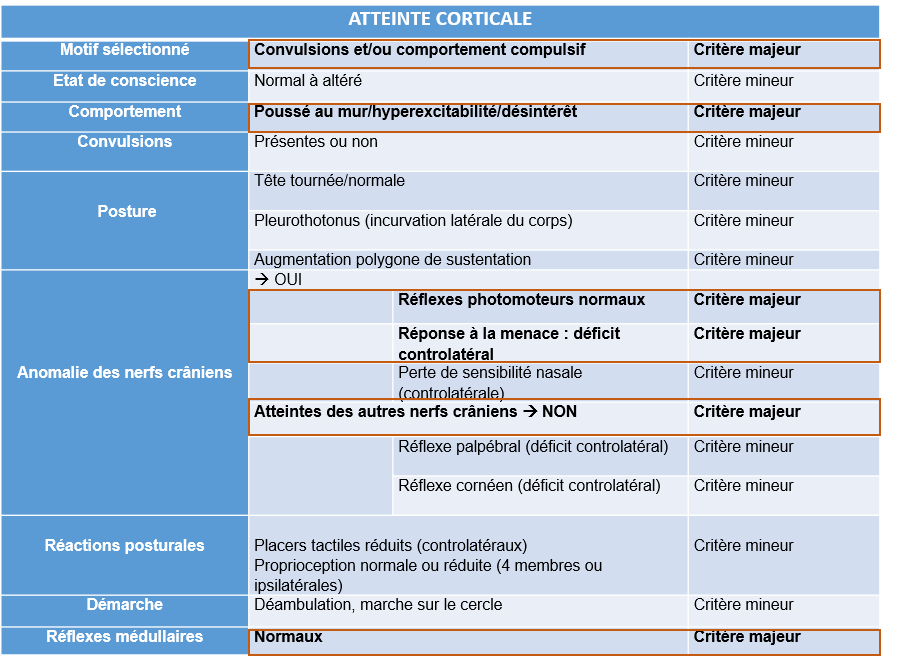 ATTEINTE CORTICALE
Motif sélectionné Convulsions et/ou comportement compulsif Critère majeur
Etat de conscience Normal à altéré Critère mineur
Comportement Poussé au mur/hyperexcitabilité/désintérêt Critère majeur
Convulsions Présentes ou non Critère mineur
Posture
Tête tournée/normale Critère mineur
Pleurothotonus (incurvation latérale du corps) Critère mineur
Augmentation polygone de sustentation Critère mineur
Anomalie des nerfs crâniens
→ OUI
Réflexes photomoteurs normaux Critère majeur
Réponse à la menace : déficit Critère majeur
controlatéral
Perte de sensibilité nasale Critère mineur
(controlatérale)
Atteintes des autres nerfs crâniens → NON Critère majeur
Réflexe palpébral (déficit controlatéral) Critère mineur
Réflexe cornéen (déficit controlatéral) Critère mineur
Réactions posturales Placers tactiles réduits (controlatéraux) Critère mineur
Proprioception normale ou réduite (4 membres ou
ipsilatérales)
Démarche Déambulation, marche sur le cercle Critère mineur
Réflexes médullaires Normaux Critère majeur